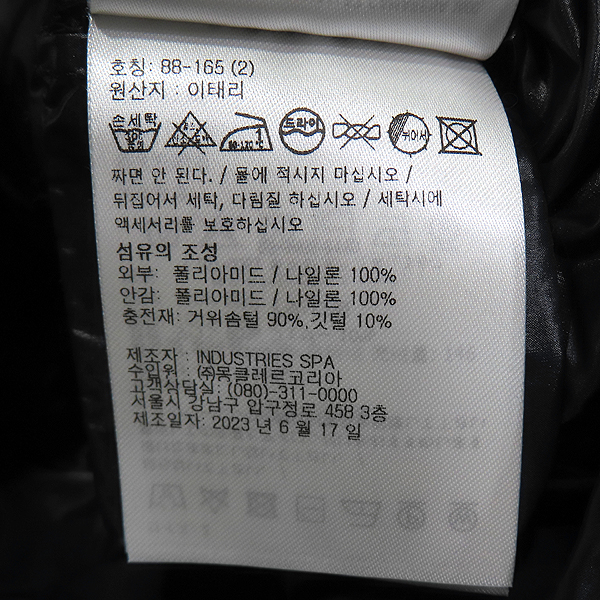 호칭: 88-165 (2)
원산지 : 이태리
손세탁 드라이 뉘어서
짜면 안 된다. / 물에 적시지 마십시오 /
뒤집어서 세탁, 다림질 하십시오 / 세탁시에
액세서리를 보호하십시오
섬유의 조성
외부: 폴리아미드 / 나일론 100%
안감: 폴리아미드 / 나일론 100%
충전재: 거위솜털 90%,깃털 10%
제조자 : INDUSTRIES SPA
수입원 : ㈜몽클레르코리아
고객상담실: (080)-311-0000
서울시 강남구 압구정로 458 3층
제조일자: 2023 년 6 월 17 일